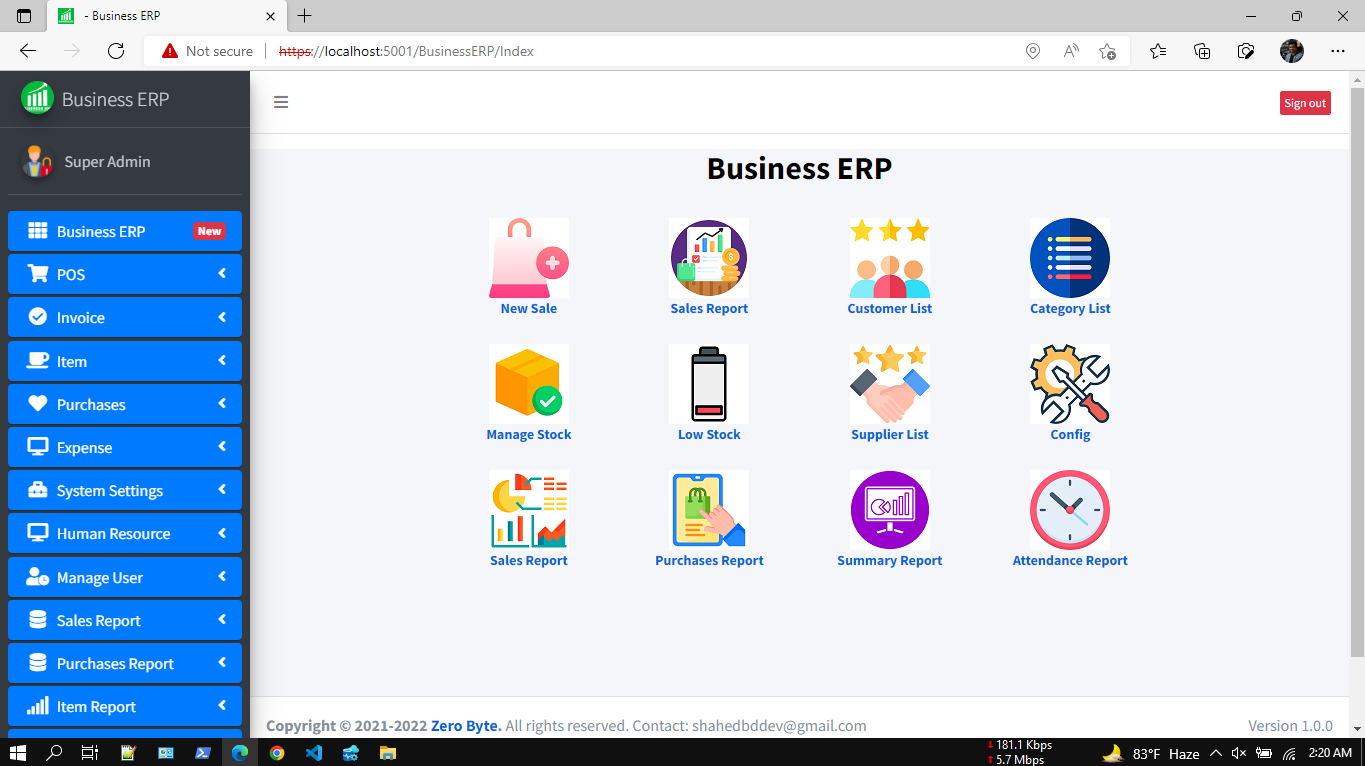 - Business ERP
Not secure
https://localhost:5001/BusinessERP/Index
Business ERP
Sign out
Super Admin
Business ERP New
POS
Invoice
Item
Purchases
Expense
System Settings
Human Resource
Manage User
Sales Report
Purchases Report
Item Report
Business ERP
New Sale
Sales Report
Customer List
Category List
Manage Stock
Low Stock
Supplier List
Config
Sales Report
Purchases Report
Summary Report
Attendance Report
Copyright © 2021-2022 Zero Byte. All rights reserved. Contact: shahedbddev@gmail.com
Version 1.0.0
181.1 Kbps
5.7 Mbps
83°F Haze
2:20 AM